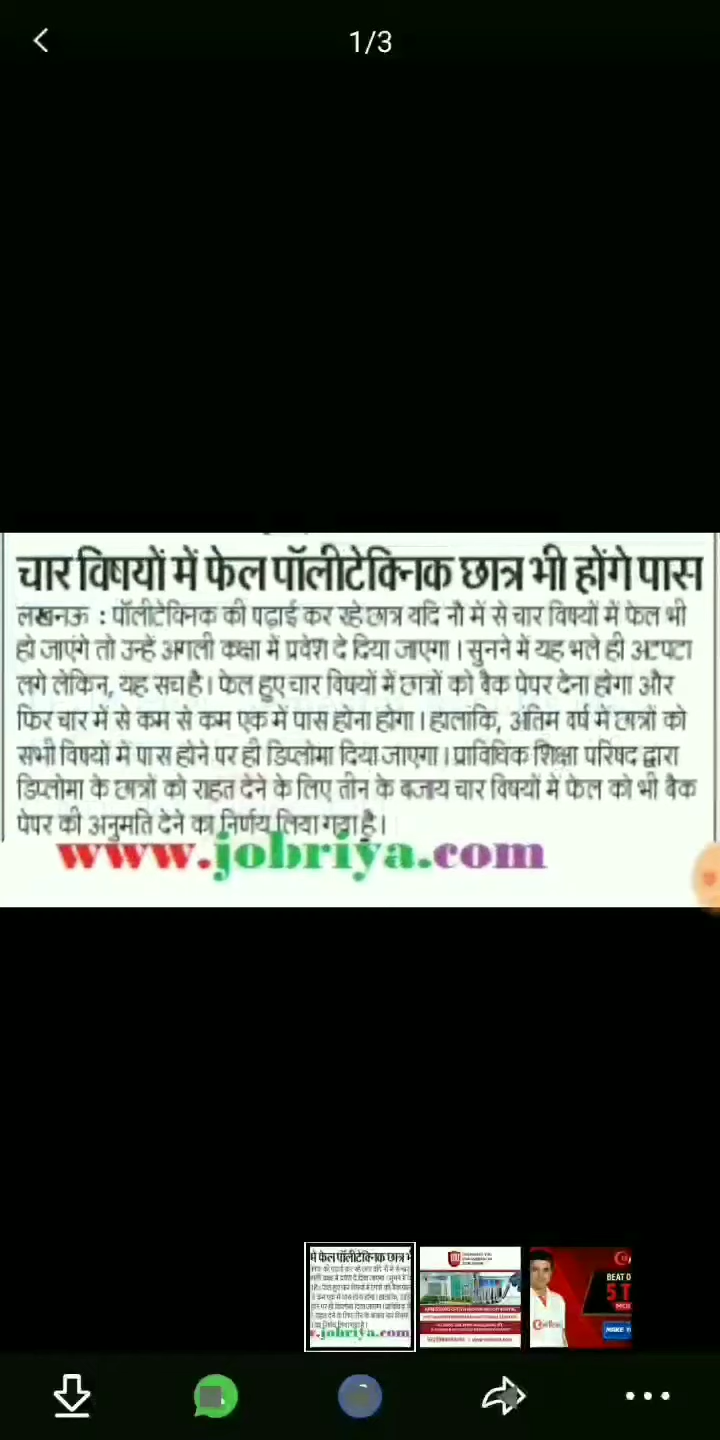 1/3
चार विषयों में फेल पॉलीटेक्निक छात्र भी होंगे पास
लखनऊ : पॉलीटेक्निक की पढ़ाई कर रहे छात्र यदि नौ में से चार विषयों में फेल भी
हो जाएंगे तो उन्हें अगली कक्षा में प्रवेश दे दिया जाएगा । सुनने में यह भले ही अटपटा
लगे लेकिन, यह सच है। फेल हुए चार विषयों में छात्रों को बैक पेपर देना होगा और
फिर चार में से कम से कम एक में पास होना होगा । हालांकि, अंतिम वर्ष में छात्रों को
सभी विषयों में पास होने पर ही डिप्लोमा दिया जाएगा । प्राविधिक शिक्षा परिषद द्वारा
डिप्लोमा के छात्रों को राहत देने के लिए तीन के बजाय चार विषयों में फेल को भी बैक
पेपर की अनुमति देने का निर्णय लिया गया है।
www.jobriya.com
BEAT
5 T